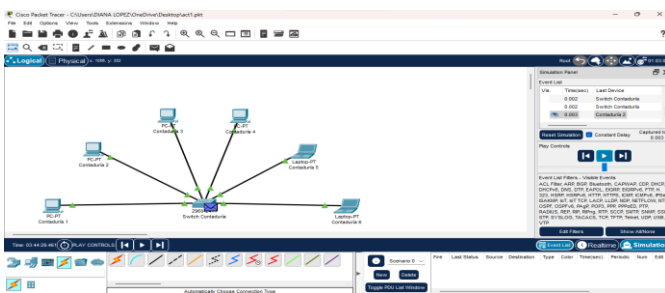 Cisco Packet Tracer - C:\Users\DIANA LOPEZ\OneDrive\Desktop\act1.pkt
File Edit Options View Tools Extensions Window Help
Logical
Physical
Root
Simulation Panel
Event List
Vis. Time(sec) Last Device
0.002 Switch Contaduria
0.002 Switch Contaduria
0.003 Contaduria 2
Reset Simulation Constant Delay Captured to
0.003
Play Controls
Event List Filters - Visible Events
Edit Filters Show All/None
PC-PT
Contaduria 3
PC-PT
Contaduria 4
PC-PT
Contaduria 2
Laptop-PT
Contaduria 5
Switch Contaduria
PC-PT
Contaduria 1
Laptop-PT
Contaduria 6
PLAY CONTROLS:
Event List Realtime Simulation
Scenario 0
New Delete
Toggle PDU List Window
Fire Last Status Source Destination Type Color Time(sec) Periodic Num Edit
Automatically Choose Connection Type